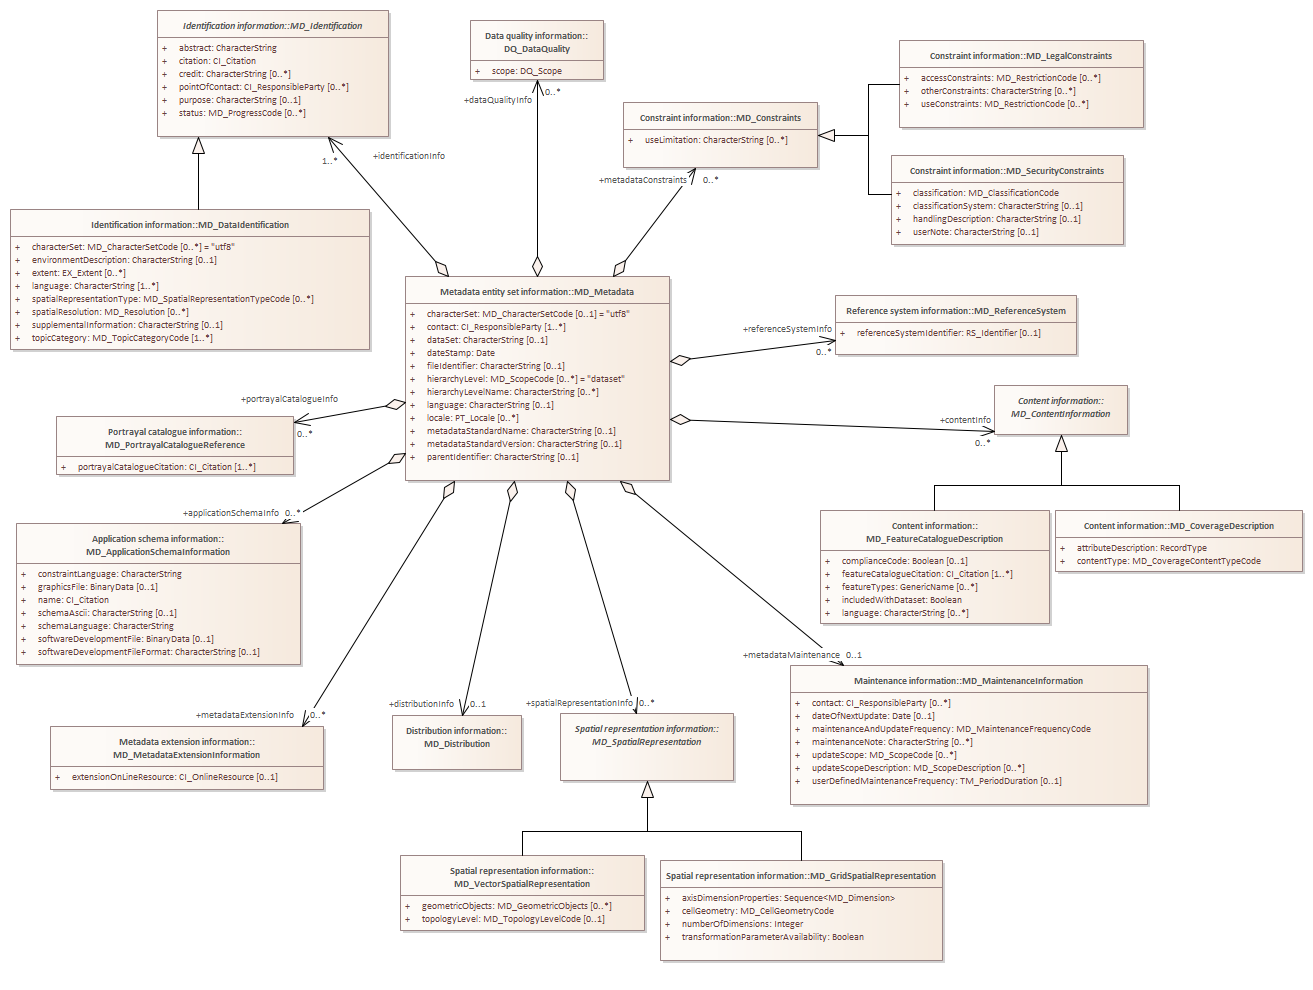 Identification information::MD_Identification
+ abstract: CharacterString
+ citation: CI_Citation
+ credit: CharacterString [0..*]
+ pointOfContact: CI_ResponsibleParty [0..*]
+ purpose: CharacterString [0..1]
+ status: MD_ProgressCode [0..*]
Data quality information::
DQ_DataQuality
+ scope: DQ_Scope
+dataQualityInfo
0..*
Constraint information::MD_Constraints
+ useLimitation: CharacterString [0..*]
+metadataConstraints
0..*
Constraint information::MD_LegalConstraints
+ accessConstraints: MD_RestrictionCode [0..*]
+ otherConstraints: CharacterString [0..*]
+ useConstraints: MD_RestrictionCode [0..*]
Constraint information::MD_SecurityConstraints
+ classification: MD_ClassificationCode
+ classificationSystem: CharacterString [0..1]
+ handlingDescription: CharacterString [0..1]
+ userNote: CharacterString [0..1]
1..*
+identificationInfo
Identification information::MD_DataIdentification
+ characterSet: MD_CharacterSetCode [0..*] = "utf8"
+ environmentDescription: CharacterString [0..1]
+ extent: EX_Extent [0..*]
+ language: CharacterString [1..*]
+ spatialRepresentationType: MD_SpatialRepresentationTypeCode [0..*]
+ spatialResolution: MD_Resolution [0..*]
+ supplementalInformation: CharacterString [0..1]
+ topicCategory: MD_TopicCategoryCode [1..*]
Metadata entity set information::MD_Metadata
+ characterSet: MD_CharacterSetCode [0..1] = "utf8"
+ contact: CI_ResponsibleParty [1..*]
+ dataSet: CharacterString [0..1]
+ dateStamp: Date
+ fileIdentifier: CharacterString [0..1]
+ hierarchyLevel: MD_ScopeCode [0..*] = "dataset"
+ hierarchyLevelName: CharacterString [0..*]
+ language: CharacterString [0..1]
+ locale: PT_Locale [0..*]
+ metadataStandardName: CharacterString [0..1]
+ metadataStandardVersion: CharacterString [0..1]
+ parentIdentifier: CharacterString [0..1]
+referenceSystemInfo
0..*
Reference system information::MD_ReferenceSystem
+ referenceSystemIdentifier: RS_Identifier [0..1]
+contentInfo
0..*
Content information::
MD_ContentInformation
+portrayalCatalogueInfo
0..*
Portrayal catalogue information::
MD_PortrayalCatalogueReference
+ portrayalCatalogueCitation: CI_Citation [1..*]
+applicationSchemaInfo 0..*
Application schema information::
MD_ApplicationSchemaInformation
+ constraintLanguage: CharacterString
+ graphicsFile: BinaryData [0..1]
+ name: CI_Citation
+ schemaAscii: CharacterString [0..1]
+ schemaLanguage: CharacterString
+ softwareDevelopmentFile: BinaryData [0..1]
+ softwareDevelopmentFileFormat: CharacterString [0..1]
Content information::
MD_FeatureCatalogueDescription
+ complianceCode: Boolean [0..1]
+ featureCatalogueCitation: CI_Citation [1..*]
+ featureTypes: GenericName [0..*]
+ includedWithDataset: Boolean
+ language: CharacterString [0..*]
Content information::MD_CoverageDescription
+ attributeDescription: RecordType
+ contentType: MD_CoverageContentTypeCode
+metadataMaintenance 0..1
Maintenance information::MD_MaintenanceInformation
+ contact: CI_ResponsibleParty [0..*]
+ dateOfNextUpdate: Date [0..1]
+ maintenanceAndUpdateFrequency: MD_MaintenanceFrequencyCode
+ maintenanceNote: CharacterString [0..*]
+ updateScope: MD_ScopeCode [0..*]
+ updateScopeDescription: MD_ScopeDescription [0..*]
+ userDefinedMaintenanceFrequency: TM_PeriodDuration [0..1]
+metadataExtensionInfo 0..*
Metadata extension information::
MD_MetadataExtensionInformation
+ extensionOnLineResource: CI_OnlineResource [0..1]
+distributionInfo 0..1
Distribution information::
MD_Distribution
+spatialRepresentationInfo 0..*
Spatial representation information::
MD_SpatialRepresentation
Spatial representation information::
MD_VectorSpatialRepresentation
+ geometricObjects: MD_GeometricObjects [0..*]
+ topologyLevel: MD_TopologyLevelCode [0..1]
Spatial representation information::MD_GridSpatialRepresentation
+ axisDimensionProperties: Sequence<MD_Dimension>
+ cellGeometry: MD_CellGeometryCode
+ numberOfDimensions: Integer
+ transformationParameterAvailability: Boolean